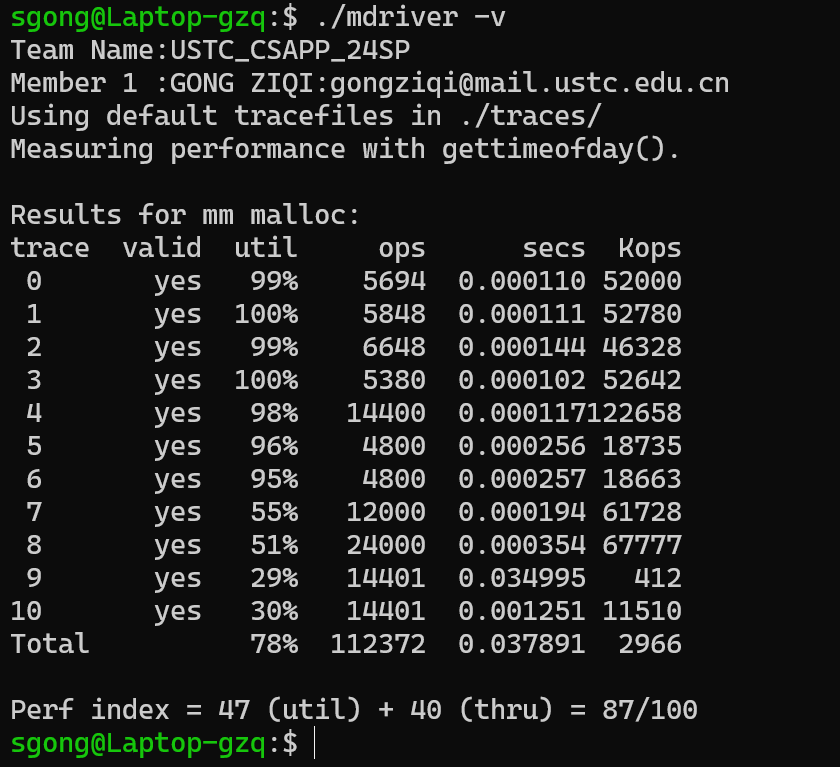 sgong@Laptop-gzq:$ ./mdriver -v
Team Name:USTC_CSAPP_24SP
Member 1 :GONG ZIQI:gongziqi@mail.ustc.edu.cn
Using default tracefiles in ./traces/
Measuring performance with gettimeofday().

Results for mm malloc:
trace  valid  util     ops      secs  Kops
 0       yes   99%    5694  0.000110 52000
 1       yes  100%    5848  0.000111 52780
 2       yes   99%    6648  0.000144 46328
 3       yes  100%    5380  0.000102 52642
 4       yes   98%   14400  0.000117122658
 5       yes   96%    4800  0.000256 18735
 6       yes   95%    4800  0.000257 18663
 7       yes   55%   12000  0.000194 61728
 8       yes   51%   24000  0.000354 67777
 9       yes   29%   14401  0.034995   412
10       yes   30%   14401  0.001251 11510
Total          78%  112372  0.037891  2966

Perf index = 47 (util) + 40 (thru) = 87/100
sgong@Laptop-gzq:$